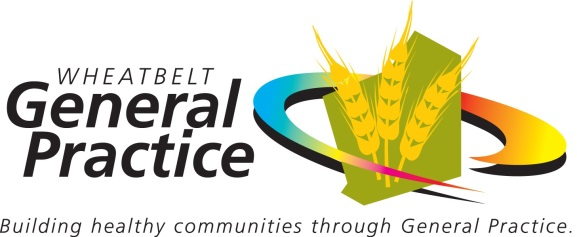 WHEATBELT
General
Practice
Building healthy communities through General Practice.